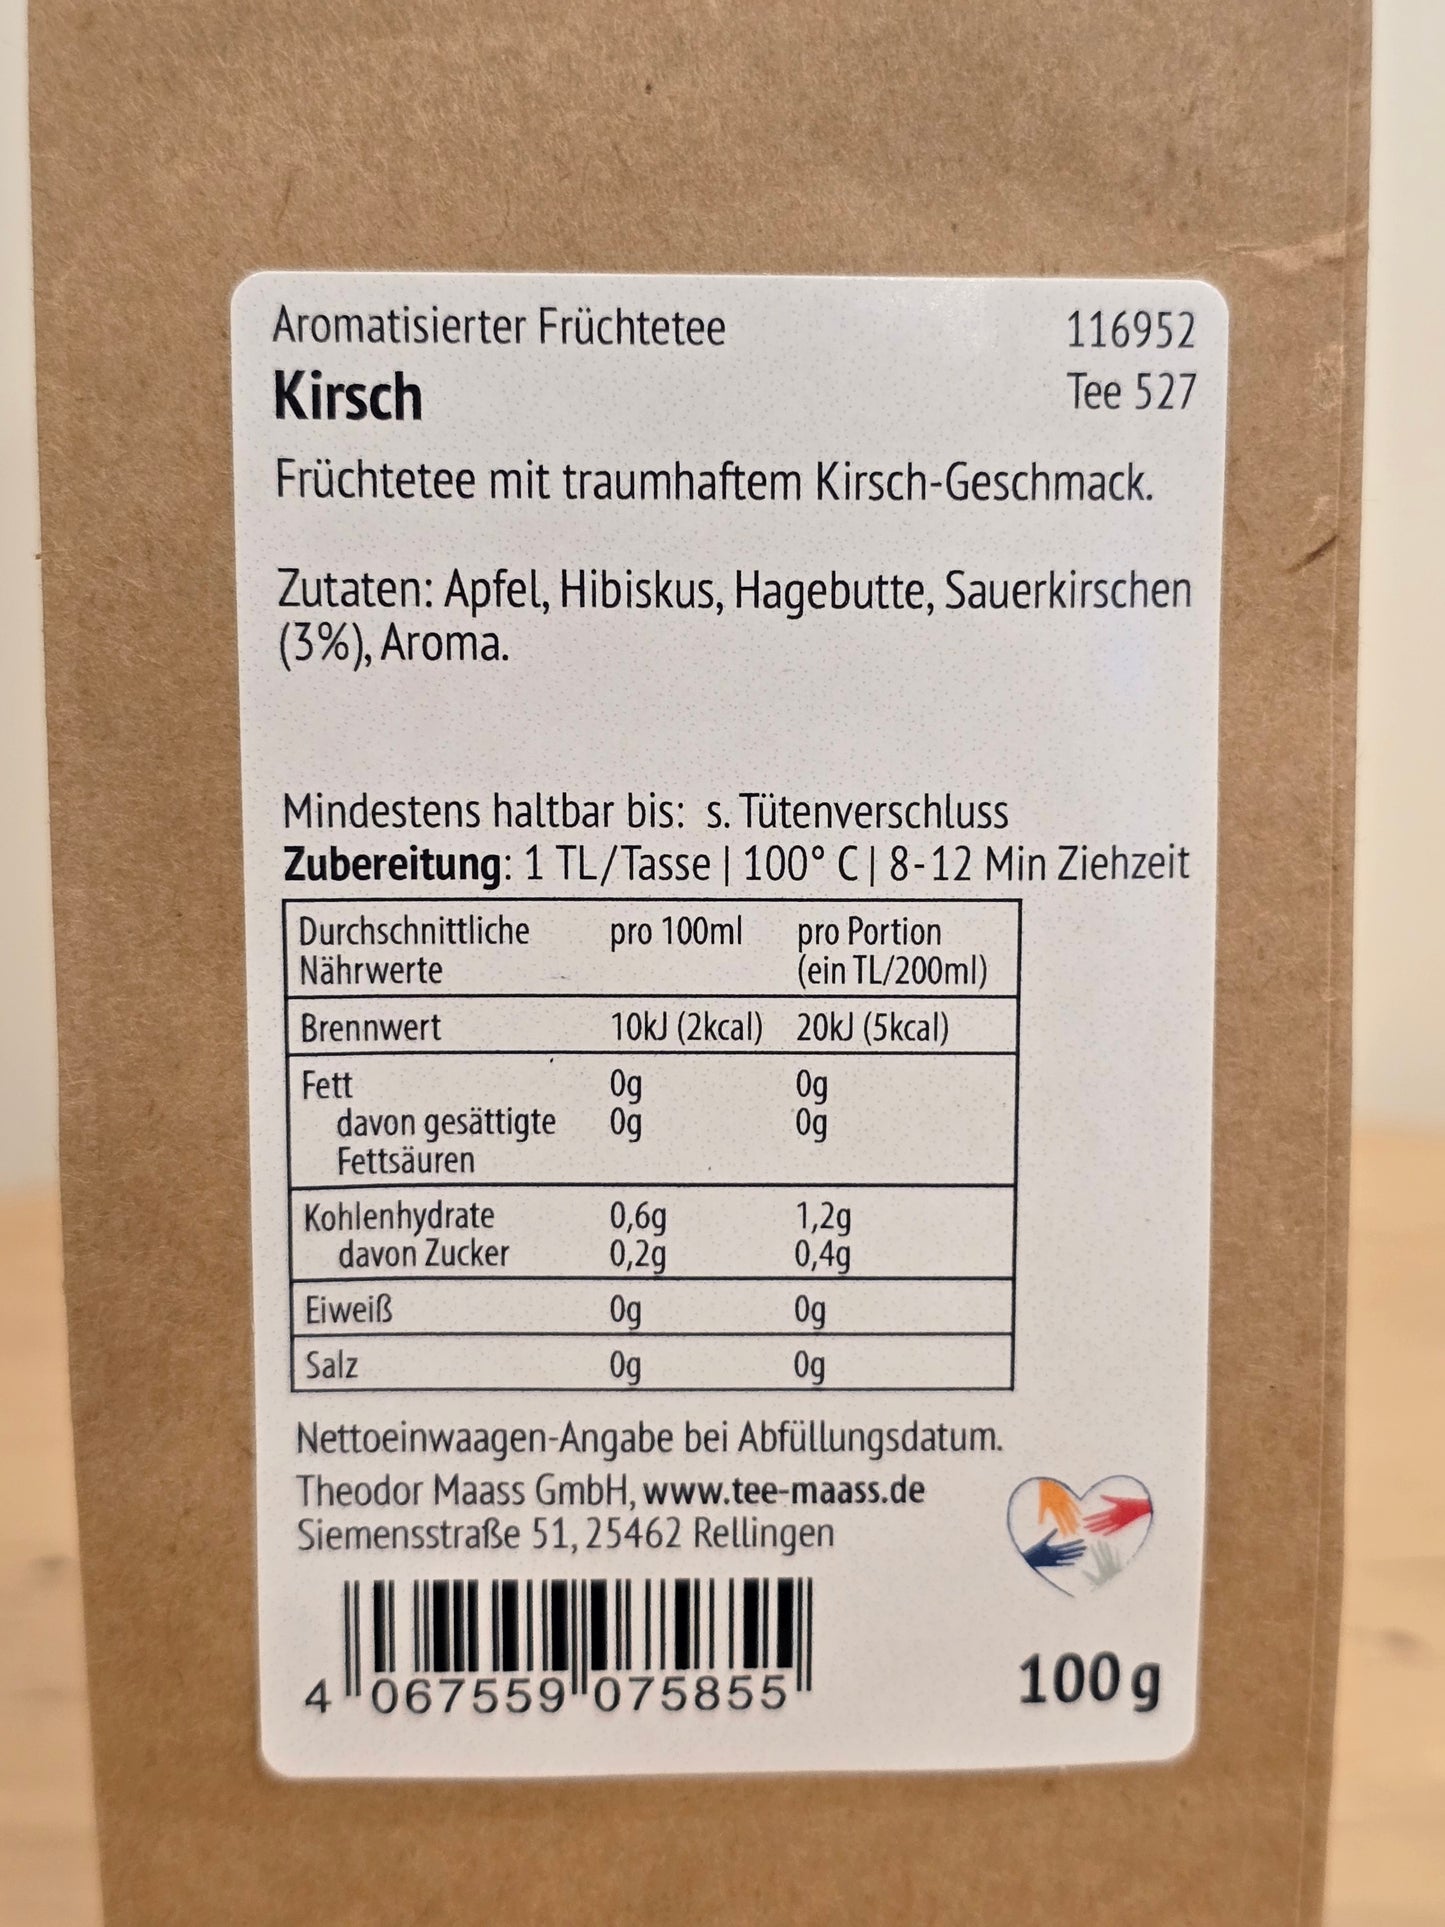 Aromatisierter Früchtetee 116952
Kirsch Tee 527
Früchtetee mit traumhaftem Kirsch-Geschmack.
Zutaten: Apfel, Hibiskus, Hagebutte, Sauerkirschen
(3%), Aroma.
Mindestens haltbar bis: s. Tütenverschluss
Zubereitung: 1 TL/Tasse | 100° C | 8-12 Min Ziehzeit
Durchschnittliche pro 100ml pro Portion
Nährwerte (ein TL/200ml)
Brennwert 10kJ (2kcal) 20kJ (5kcal)
Fett 0g 0g
davon gesättigte 0g 0g
Fettsäuren
Kohlenhydrate 0,6g 1,2g
davon Zucker 0,2g 0,4g
Eiweiß 0g 0g
Salz 0g 0g
Nettoeinwaagen-Angabe bei Abfüllungsdatum.
Theodor Maass GmbH, www.tee-maass.de
Siemensstraße 51, 25462 Rellingen
4 067559 075855
100 g